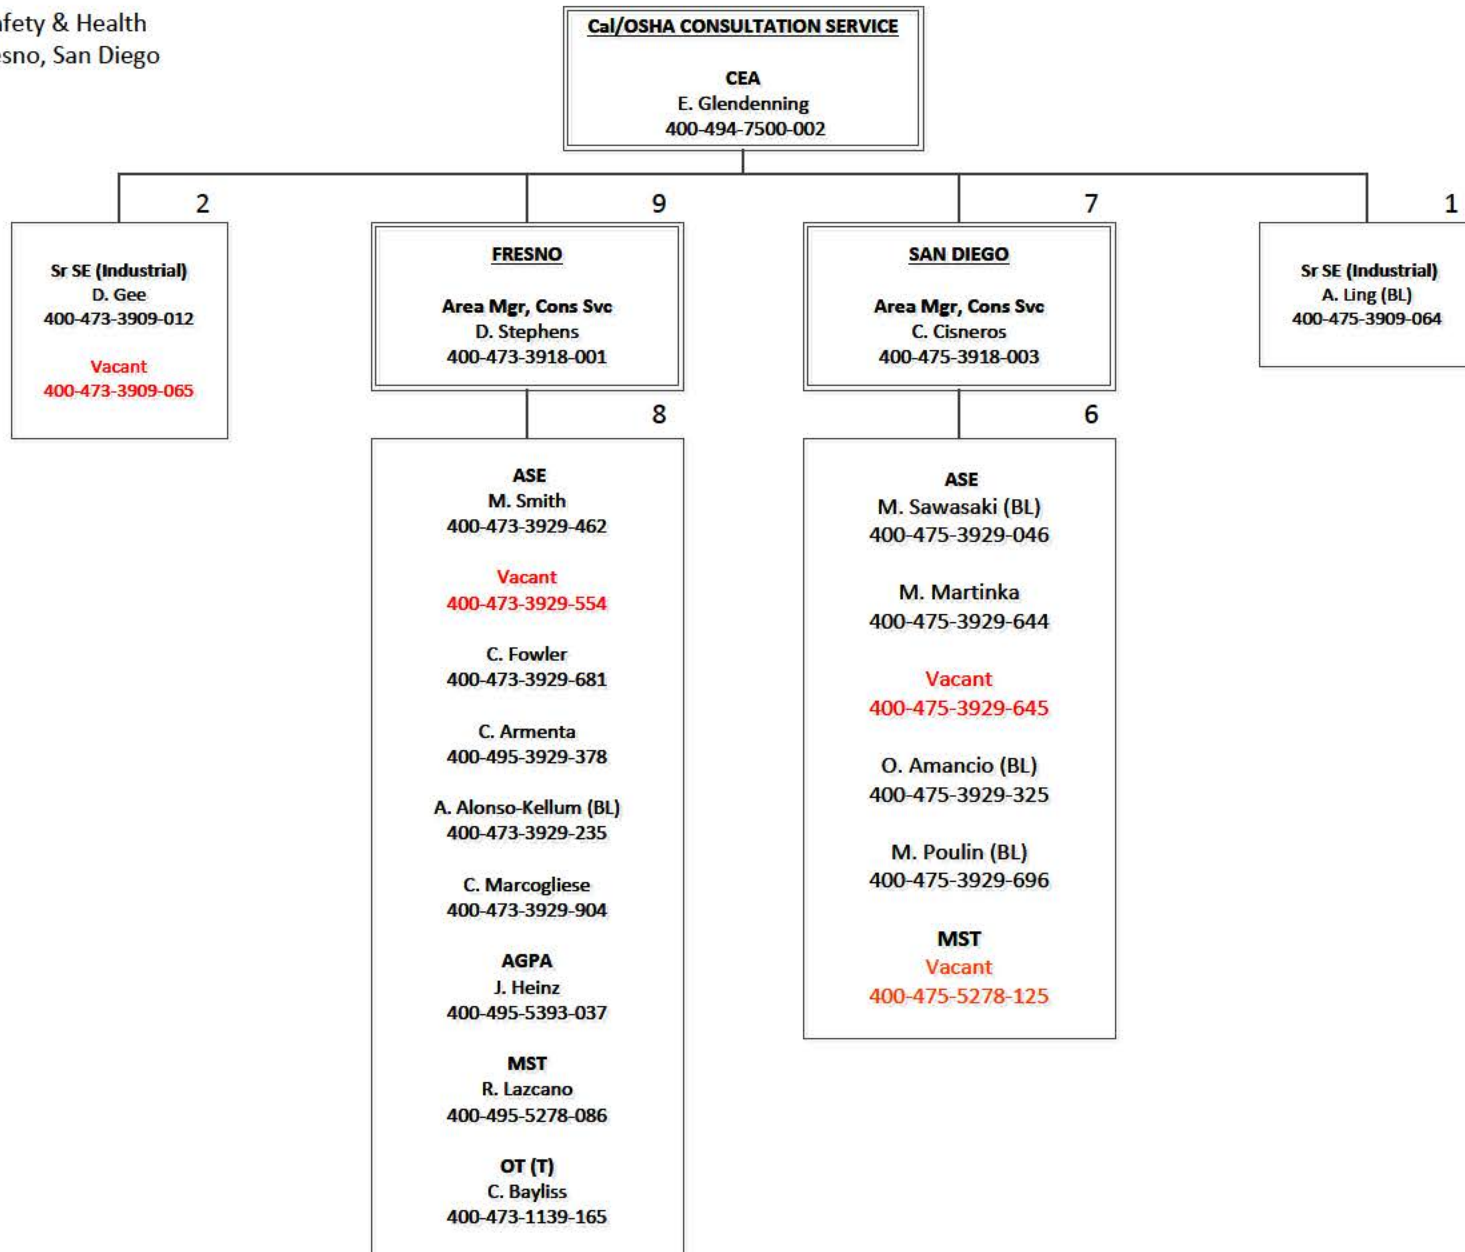 Safety & Health
Fresno, San Diego
Cal/OSHA CONSULTATION SERVICE
CEA
E. Glendenning
400-494-7500-002
2
Sr SE (Industrial)
D. Gee
400-473-3909-012
Vacant
400-473-3909-065
9
FRESNO
Area Mgr, Cons Svc
D. Stephens
400-473-3918-001
8
ASE
M. Smith
400-473-3929-462
Vacant
400-473-3929-554
C. Fowler
400-473-3929-681
C. Armenta
400-495-3929-378
A. Alonso-Kellum (BL)
400-473-3929-235
C. Marcogliese
400-473-3929-904
AGPA
J. Heinz
400-495-5393-037
MST
R. Lazcano
400-495-5278-086
OT (T)
C. Bayliss
400-473-1139-165
7
SAN DIEGO
Area Mgr, Cons Svc
C. Cisneros
400-475-3918-003
6
ASE
M. Sawasaki (BL)
400-475-3929-046
M. Martinka
400-475-3929-644
Vacant
400-475-3929-645
O. Amancio (BL)
400-475-3929-325
M. Poulin (BL)
400-475-3929-696
MST
Vacant
400-475-5278-125
1
Sr SE (Industrial)
A. Ling (BL)
400-475-3909-064